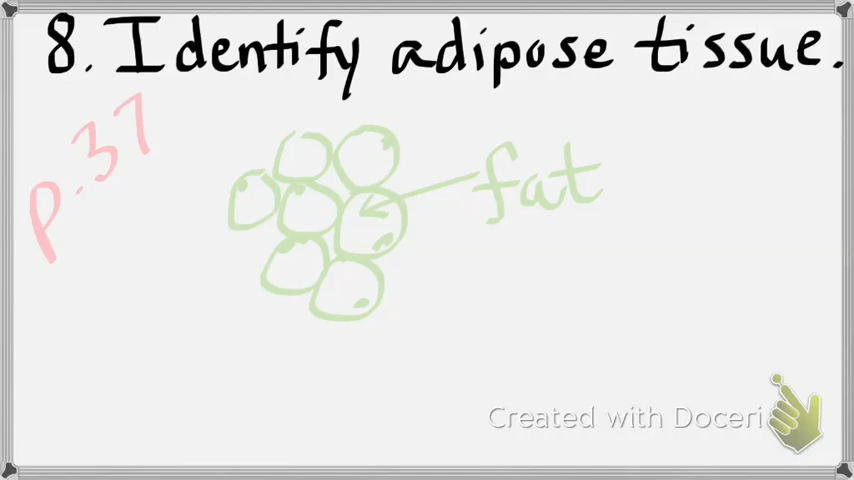 8. Identify adipose tissue.
p.37
fat
Created with Doceri